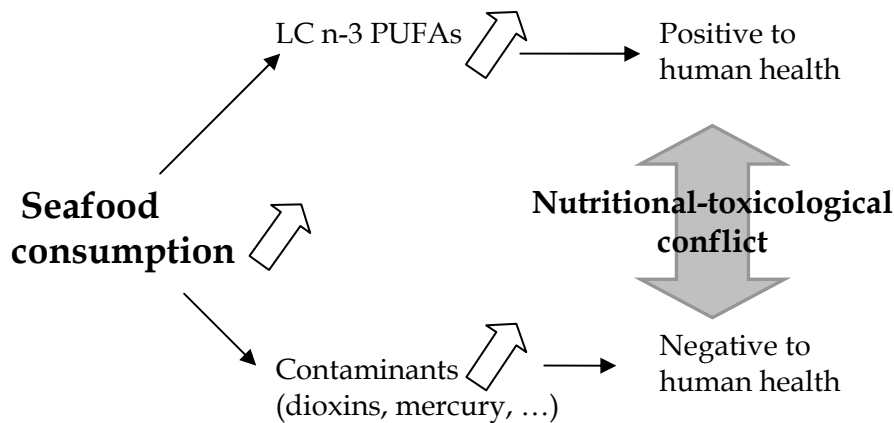 LC n-3 PUFAs
Positive to
human health
Seafood
consumption
Nutritional-toxicological
conflict
Contaminants
(dioxins, mercury, …)
Negative to
human health